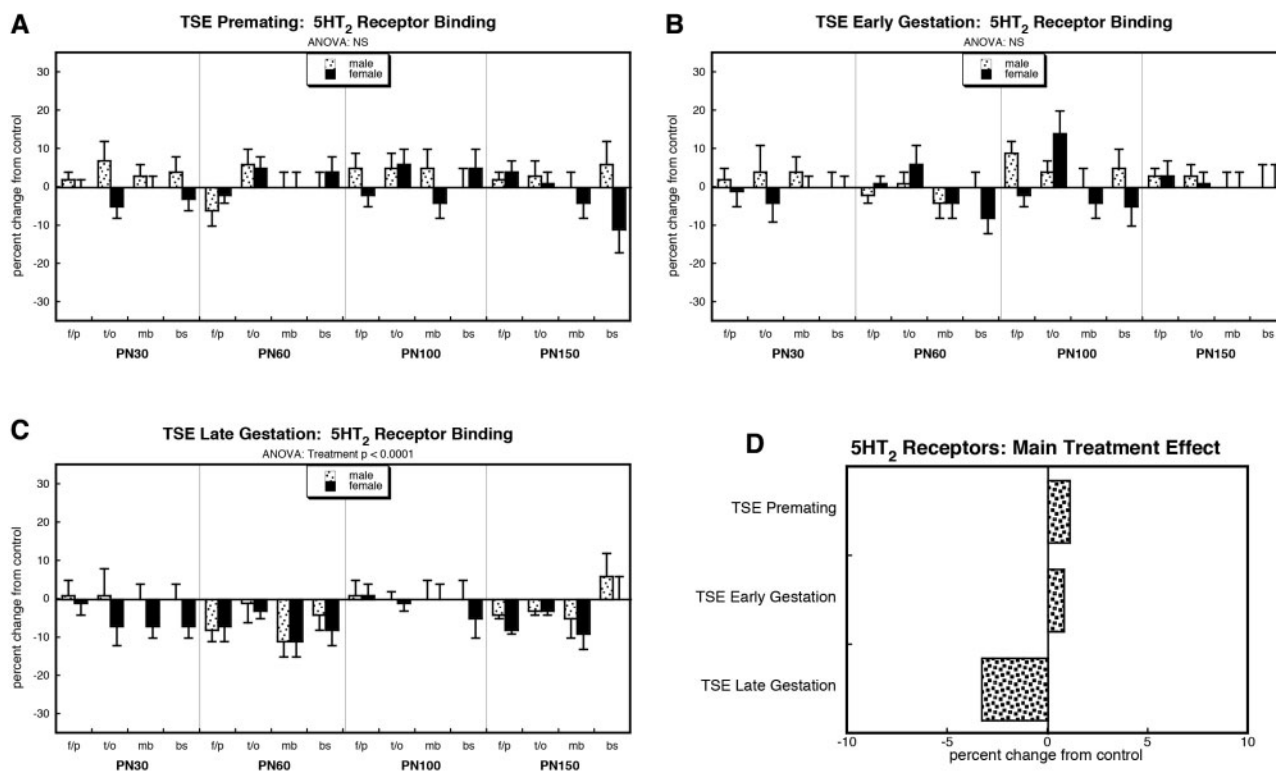 A
TSE Premating: 5HT2 Receptor Binding
ANOVA: NS
male
female
percent change from control
30
20
10
0
-10
-20
-30
f/p t/o mb bs f/p t/o mb bs f/p t/o mb bs f/p t/o mb bs
PN30 PN60 PN100 PN150
B
TSE Early Gestation: 5HT2 Receptor Binding
ANOVA: NS
male
female
percent change from control
30
20
10
0
-10
-20
-30
f/p t/o mb bs f/p t/o mb bs f/p t/o mb bs f/p t/o mb bs
PN30 PN60 PN100 PN150
C
TSE Late Gestation: 5HT2 Receptor Binding
ANOVA: Treatment p < 0.0001
male
female
percent change from control
30
20
10
0
-10
-20
-30
f/p t/o mb bs f/p t/o mb bs f/p t/o mb bs f/p t/o mb bs
PN30 PN60 PN100 PN150
D
5HT2 Receptors: Main Treatment Effect
TSE Premating
TSE Early Gestation
TSE Late Gestation
-10 -5 0 5 10
percent change from control